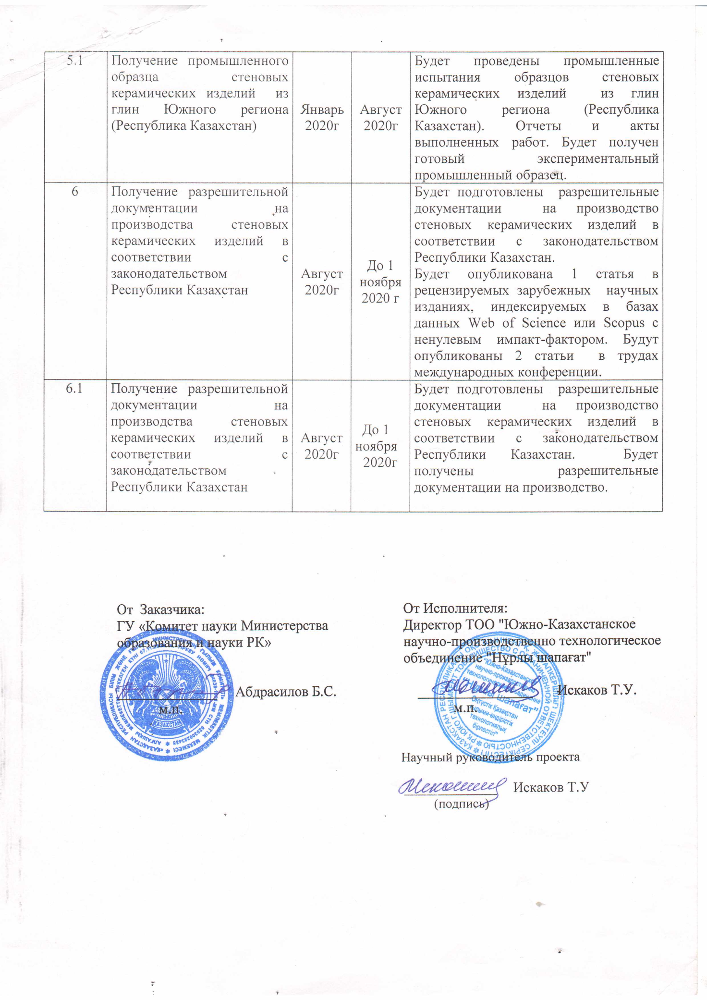 5.1
Получение промышленного
образца стеновых
керамических изделий из
глин Южного региона
(Республика Казахстан)
Январь
2020г
Август
2020г
Будет проведены промышленные
испытания образцов стеновых
керамических изделий из глин
Южного региона (Республика
Казахстан). Отчеты и акты
выполненных работ. Будет получен
готовый экспериментальный
промышленный образец.
6
Получение разрешительной
документации на
производства стеновых
керамических изделий в
соответствии с
законодательством
Республики Казахстан
Август
2020г
До 1
ноября
2020 г
Будет подготовлены разрешительные
документации на производство
стеновых керамических изделий в
соответствии с законодательством
Республики Казахстан.
Будет опубликована 1 статья в
рецензируемых зарубежных научных
изданиях, индексируемых в базах
данных Web of Science или Scopus с
ненулевым импакт-фактором. Будут
опубликованы 2 статьи в трудах
международных конференции.
6.1
Получение разрешительной
документации на
производства стеновых
керамических изделий в
соответствии с
законодательством
Республики Казахстан
Август
2020г
До 1
ноября
2020г
Будет подготовлены разрешительные
документации на производство
стеновых керамических изделий в
соответствии с законодательством
Республики Казахстан. Будет
получены разрешительные
документации на производство.
От Заказчика:
ГУ «Комитет науки Министерства
образования и науки РК»
Абдрасилов Б.С.
м.п.
ҚАЗАҚСТАН
От Исполнителя:
Директор ТОО "Южно-Казахстанское
научно-производственно технологическое
объединение "Нұрлы шапағат"
Искаков Т.У.
м.п.
"Южно-Казахстанское
научно-производственно
технологическое объединение
"Нұрлы шапағат"
Оңтүстік Қазақстан
ғылыми-өндірістік
технологиялық
бірлестігі"
Научный руководитель проекта
Искаков Т.У
(подпись)